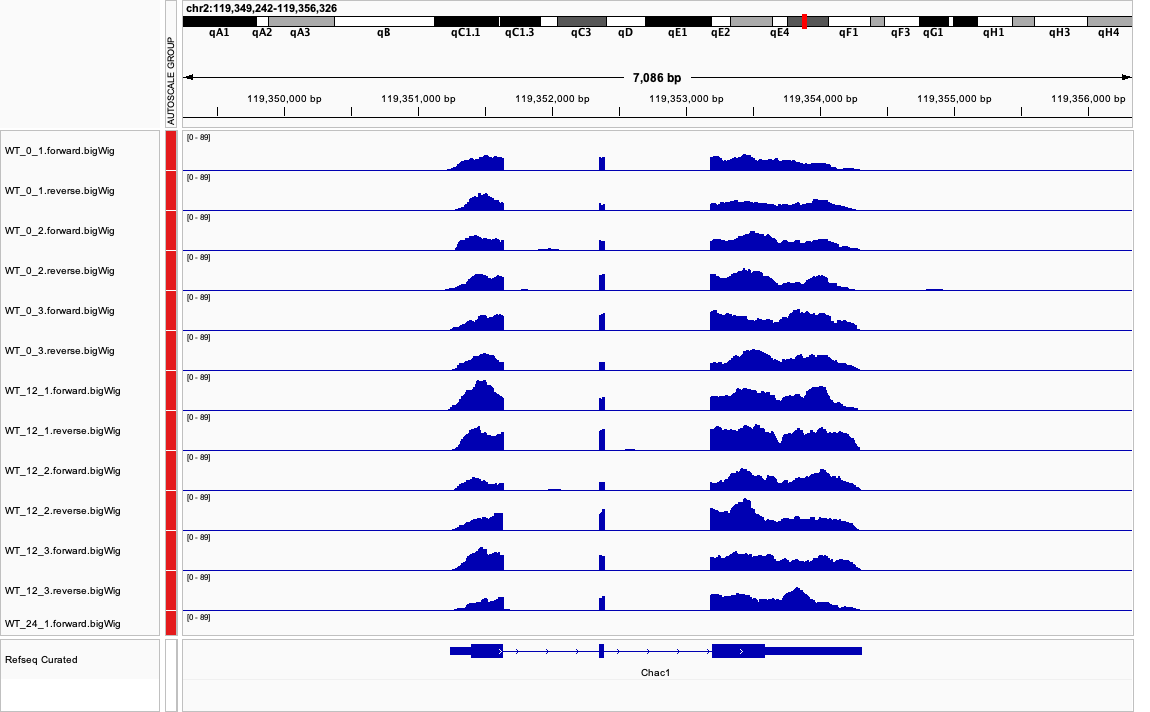 chr2:119,349,242-119,356,326
qA1 qA2 qA3 qB qC1.1 qC1.3 qC3 qD qE1 qE2 qE4 qF1 qF3 qG1 qH1 qH3 qH4
AUTOSCALE GROUP
7,086 bp
119,350,000 bp 119,351,000 bp 119,352,000 bp 119,353,000 bp 119,354,000 bp 119,355,000 bp 119,356,000 bp
WT_0_1.forward.bigWig [0 - 89]
WT_0_1.reverse.bigWig [0 - 89]
WT_0_2.forward.bigWig [0 - 89]
WT_0_2.reverse.bigWig [0 - 89]
WT_0_3.forward.bigWig [0 - 89]
WT_0_3.reverse.bigWig [0 - 89]
WT_12_1.forward.bigWig [0 - 89]
WT_12_1.reverse.bigWig [0 - 89]
WT_12_2.forward.bigWig [0 - 89]
WT_12_2.reverse.bigWig [0 - 89]
WT_12_3.forward.bigWig [0 - 89]
WT_12_3.reverse.bigWig [0 - 89]
WT_24_1.forward.bigWig [0 - 89]
Refseq Curated
Chac1